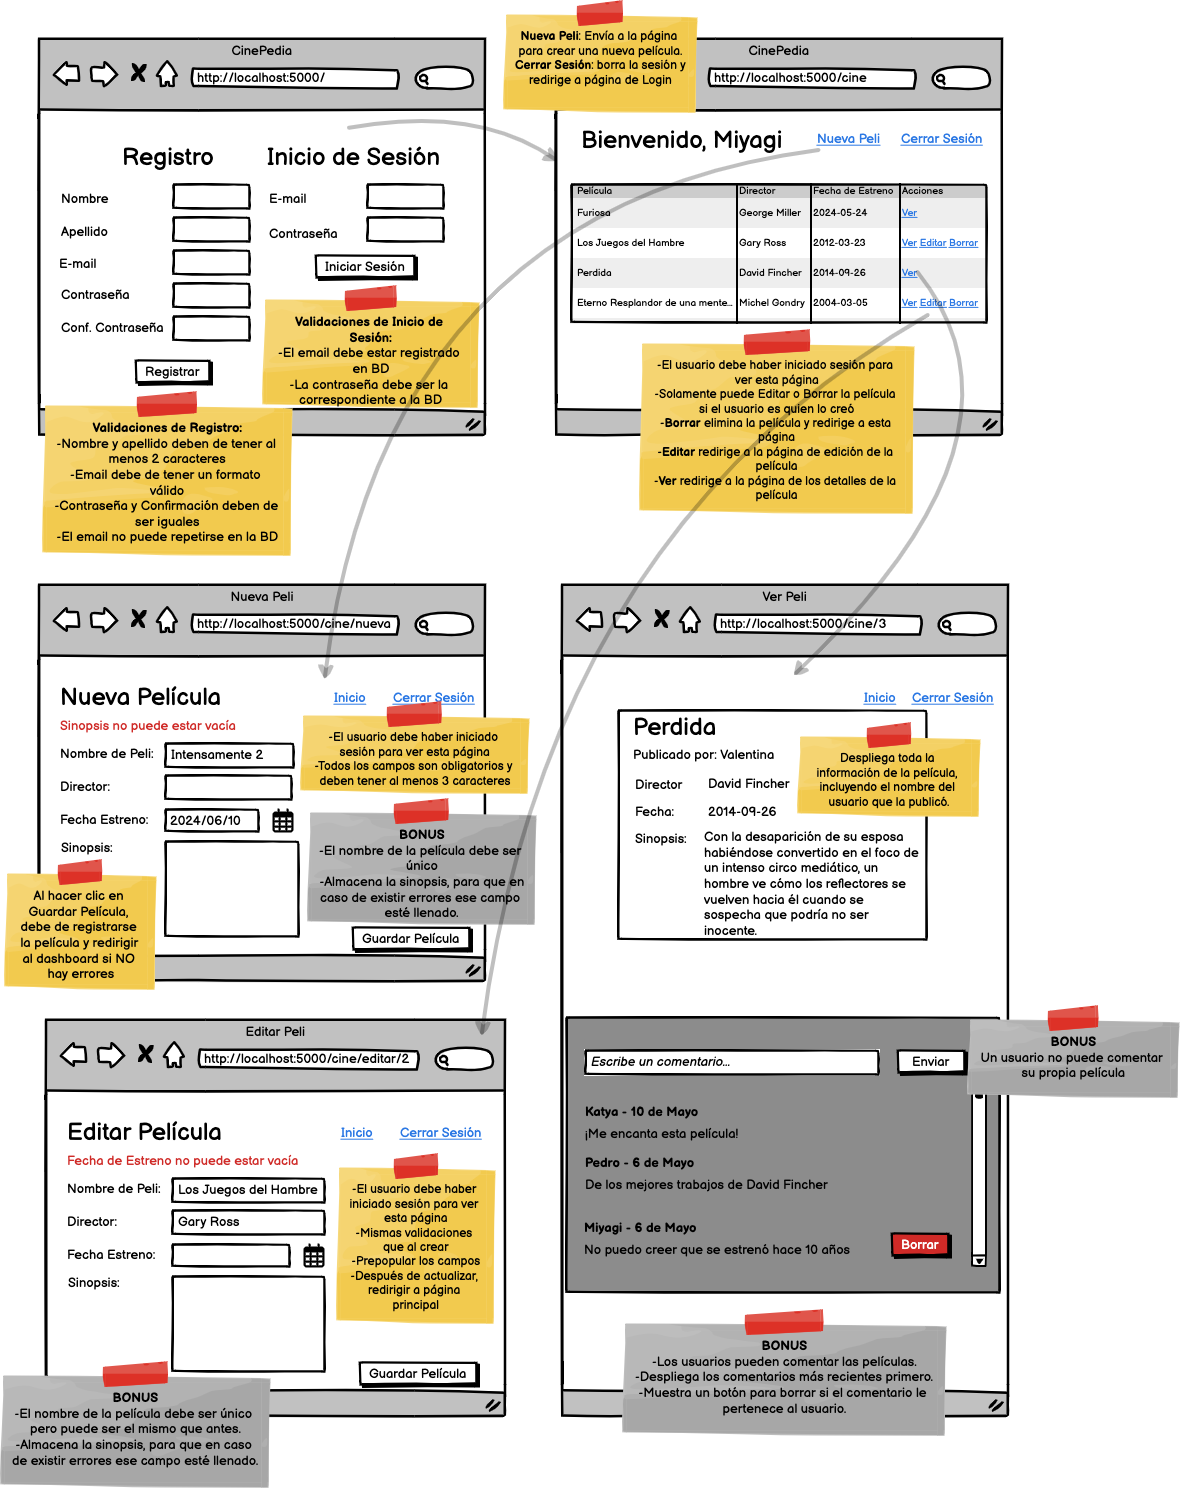 CinePedia
http://localhost:5000/
Registro
Nombre
Apellido
E-mail
Contraseña
Conf. Contraseña
Registrar
Inicio de Sesión
E-mail
Contraseña
Iniciar Sesión
Validaciones de Inicio de
Sesión:
-El email debe estar registrado
en BD
-La contraseña debe ser la
correspondiente a la BD
Validaciones de Registro:
-Nombre y apellido deben de tener al
menos 2 caracteres
-Email debe de tener un formato
válido
-Contraseña y Confirmación deben de
ser iguales
-El email no puede repetirse en la BD
Nueva Peli: Envía a la página
para crear una nueva película.
Cerrar Sesión: borra la sesión y
redirige a página de Login
CinePedia
http://localhost:5000/cine
Bienvenido, Miyagi
Nueva Peli Cerrar Sesión
Película Director Fecha de Estreno Acciones
Furiosa George Miller 2024-05-24 Ver
Los Juegos del Hambre Gary Ross 2012-03-23 Ver Editar Borrar
Perdida David Fincher 2014-09-26 Ver
Eterno Resplandor de una mente... Michel Gondry 2004-03-05 Ver Editar Borrar
-El usuario debe haber iniciado sesión para
ver esta página
-Solamente puede Editar o Borrar la película
si el usuario es quien lo creó
-Borrar elimina la película y redirige a esta
página
-Editar redirige a la página de edición de la
película
-Ver redirige a la página de los detalles de la
película
Nueva Peli
http://localhost:5000/cine/nueva
Nueva Película
Inicio Cerrar Sesión
Sinopsis no puede estar vacía
Nombre de Peli: Intensamente 2
Director:
Fecha Estreno: 2024/06/10
Sinopsis:
-El usuario debe haber iniciado
sesión para ver esta página
-Todos los campos son obligatorios y
deben tener al menos 3 caracteres
BONUS
-El nombre de la película debe ser
único
-Almacena la sinopsis, para que en
caso de existir errores ese campo
esté llenado.
Guardar Película
Al hacer clic en
Guardar Película,
debe de registrarse
la película y redirigir
al dashboard si NO
hay errores
Ver Peli
http://localhost:5000/cine/3
Inicio Cerrar Sesión
Perdida
Publicado por: Valentina
Director David Fincher
Fecha: 2014-09-26
Sinopsis: Con la desaparición de su esposa
habiéndose convertido en el foco de
un intenso circo mediático, un
hombre ve cómo los reflectores se
vuelven hacia él cuando se
sospecha que podría no ser
inocente.
Despliega toda la
información de la película,
incluyendo el nombre del
usuario que la publicó.
Escribe un comentario...
Enviar
BONUS
Un usuario no puede comentar
su propia película
Katya - 10 de Mayo
¡Me encanta esta película!
Pedro - 6 de Mayo
De los mejores trabajos de David Fincher
Miyagi - 6 de Mayo
No puedo creer que se estrenó hace 10 años
Borrar
BONUS
-Los usuarios pueden comentar las películas.
-Despliega los comentarios más recientes primero.
-Muestra un botón para borrar si el comentario le
pertenece al usuario.
Editar Peli
http://localhost:5000/cine/editar/2
Editar Película
Inicio Cerrar Sesión
Fecha de Estreno no puede estar vacía
Nombre de Peli: Los Juegos del Hambre
Director: Gary Ross
Fecha Estreno:
Sinopsis:
-El usuario debe haber
iniciado sesión para ver
esta página
-Mismas validaciones
que al crear
-Prepopular los campos
-Después de actualizar,
redirigir a página
principal
Guardar Película
BONUS
-El nombre de la película debe ser único
pero puede ser el mismo que antes.
-Almacena la sinopsis, para que en caso
de existir errores ese campo esté llenado.